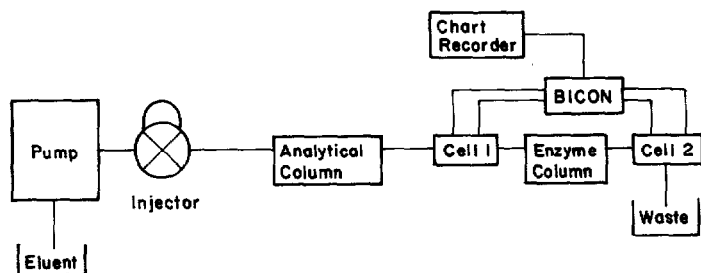 Chart
Recorder
BICON
Pump
Injector
Analytical
Column
Cell 1
Enzyme
Column
Cell 2
Waste
Eluent